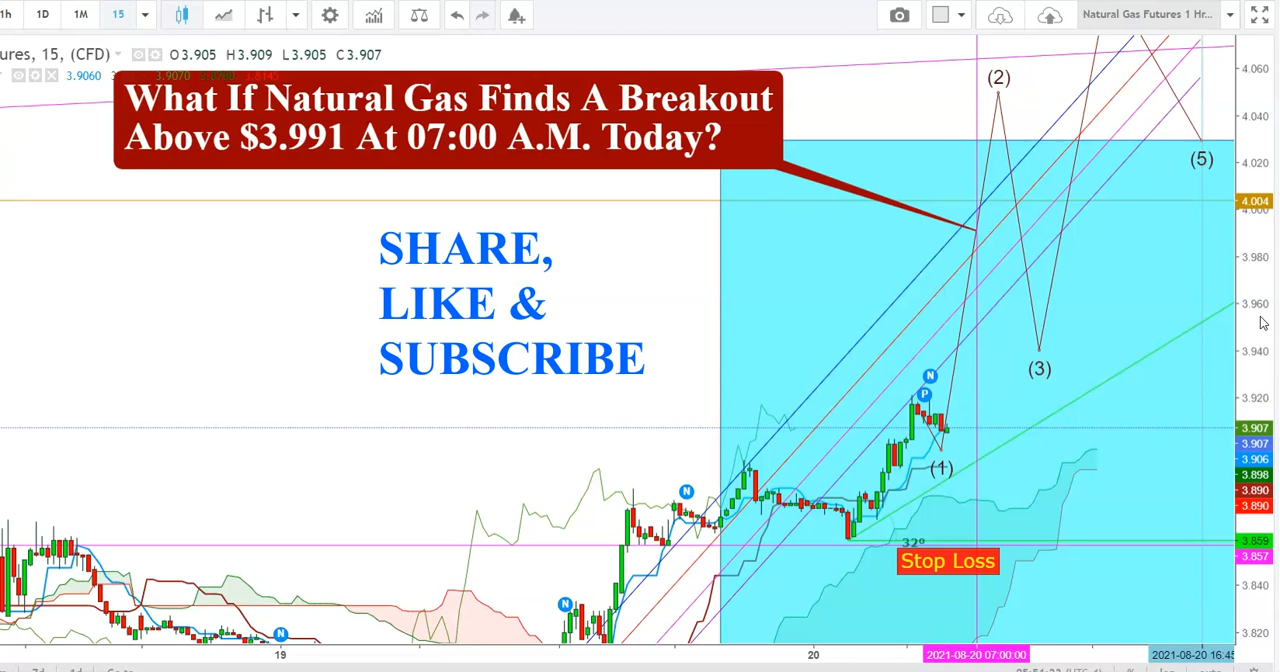 1h 1D 1M 15 Natural Gas Futures 1 Hr...
ures, 15, (CFD) O3.905 H3.909 L3.905 C3.907
3.9060 3.9070
What If Natural Gas Finds A Breakout
Above $3.991 At 07:00 A.M. Today?
SHARE,
LIKE &
SUBSCRIBE
(2)
(5)
(3)
N
P
(1)
N
N
N
32°
Stop Loss
4.060
4.040
4.020
4.004
4.000
3.980
3.960
3.940
3.920
3.907
3.907
3.906
3.898
3.890
3.890
3.859
3.857
3.840
3.820
19 20 2021-08-20 07:00:00 2021-08-20 16:45